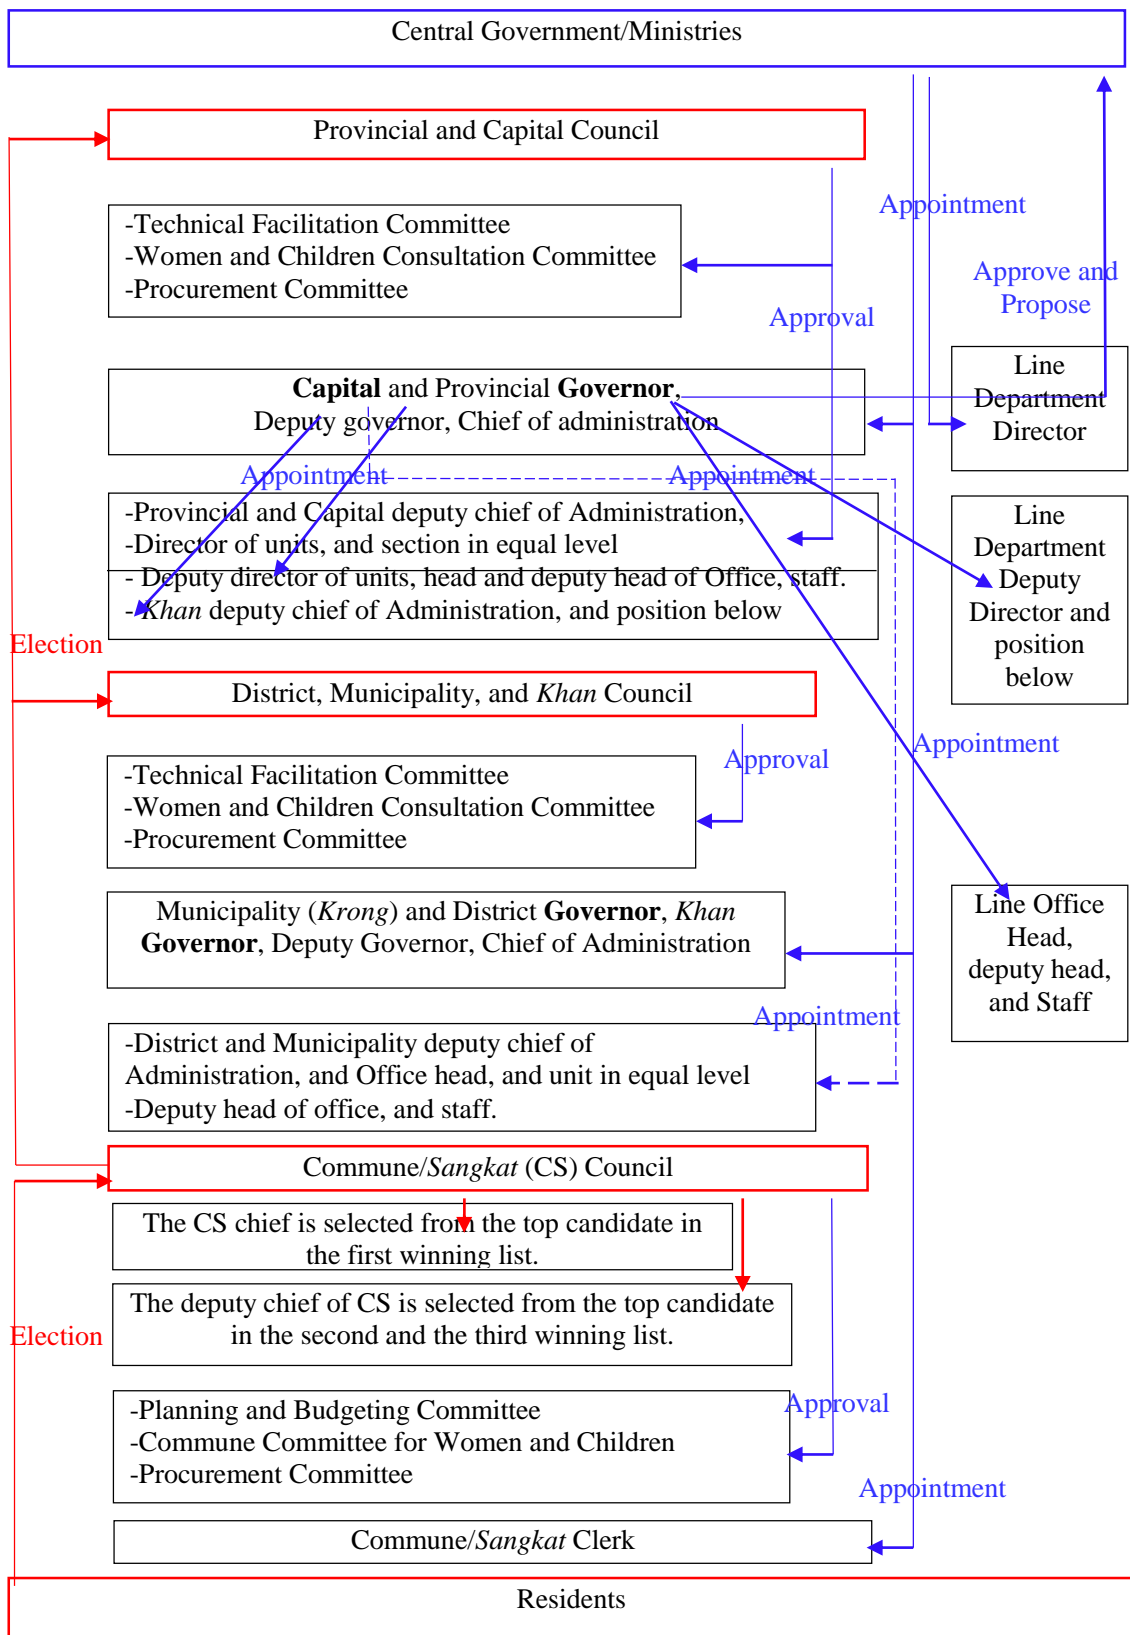 Central Government/Ministries
Provincial and Capital Council
Appointment
-Technical Facilitation Committee
-Women and Children Consultation Committee
-Procurement Committee
Approve and
Propose
Approval
Capital and Provincial Governor,
Deputy governor, Chief of administration
Line
Department
Director
Appointment
Appointment
-Provincial and Capital deputy chief of Administration,
-Director of units, and section in equal level
- Deputy director of units, head and deputy head of Office, staff.
- Khan deputy chief of Administration, and position below
Line
Department
Deputy
Director and
position
below
Election
District, Municipality, and Khan Council
Appointment
Approval
-Technical Facilitation Committee
-Women and Children Consultation Committee
-Procurement Committee
Municipality (Krong) and District Governor, Khan
Governor, Deputy Governor, Chief of Administration
Line Office
Head,
deputy head,
and Staff
Appointment
-District and Municipality deputy chief of
Administration, and Office head, and unit in equal level
-Deputy head of office, and staff.
Commune/Sangkat (CS) Council
The CS chief is selected from the top candidate in
the first winning list.
The deputy chief of CS is selected from the top candidate
in the second and the third winning list.
Election
Approval
-Planning and Budgeting Committee
-Commune Committee for Women and Children
-Procurement Committee
Appointment
Commune/Sangkat Clerk
Residents